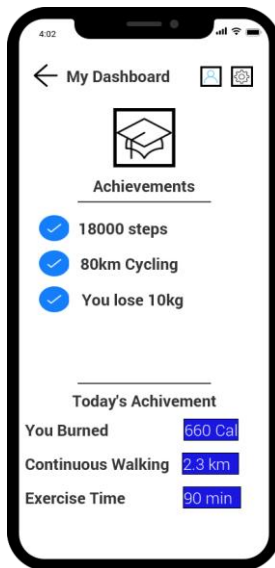 4:02
My Dashboard
Achievements
18000 steps
80km Cycling
You lose 10kg
Today's Achivement
You Burned 660 Cal
Continuous Walking 2.3 km
Exercise Time 90 min